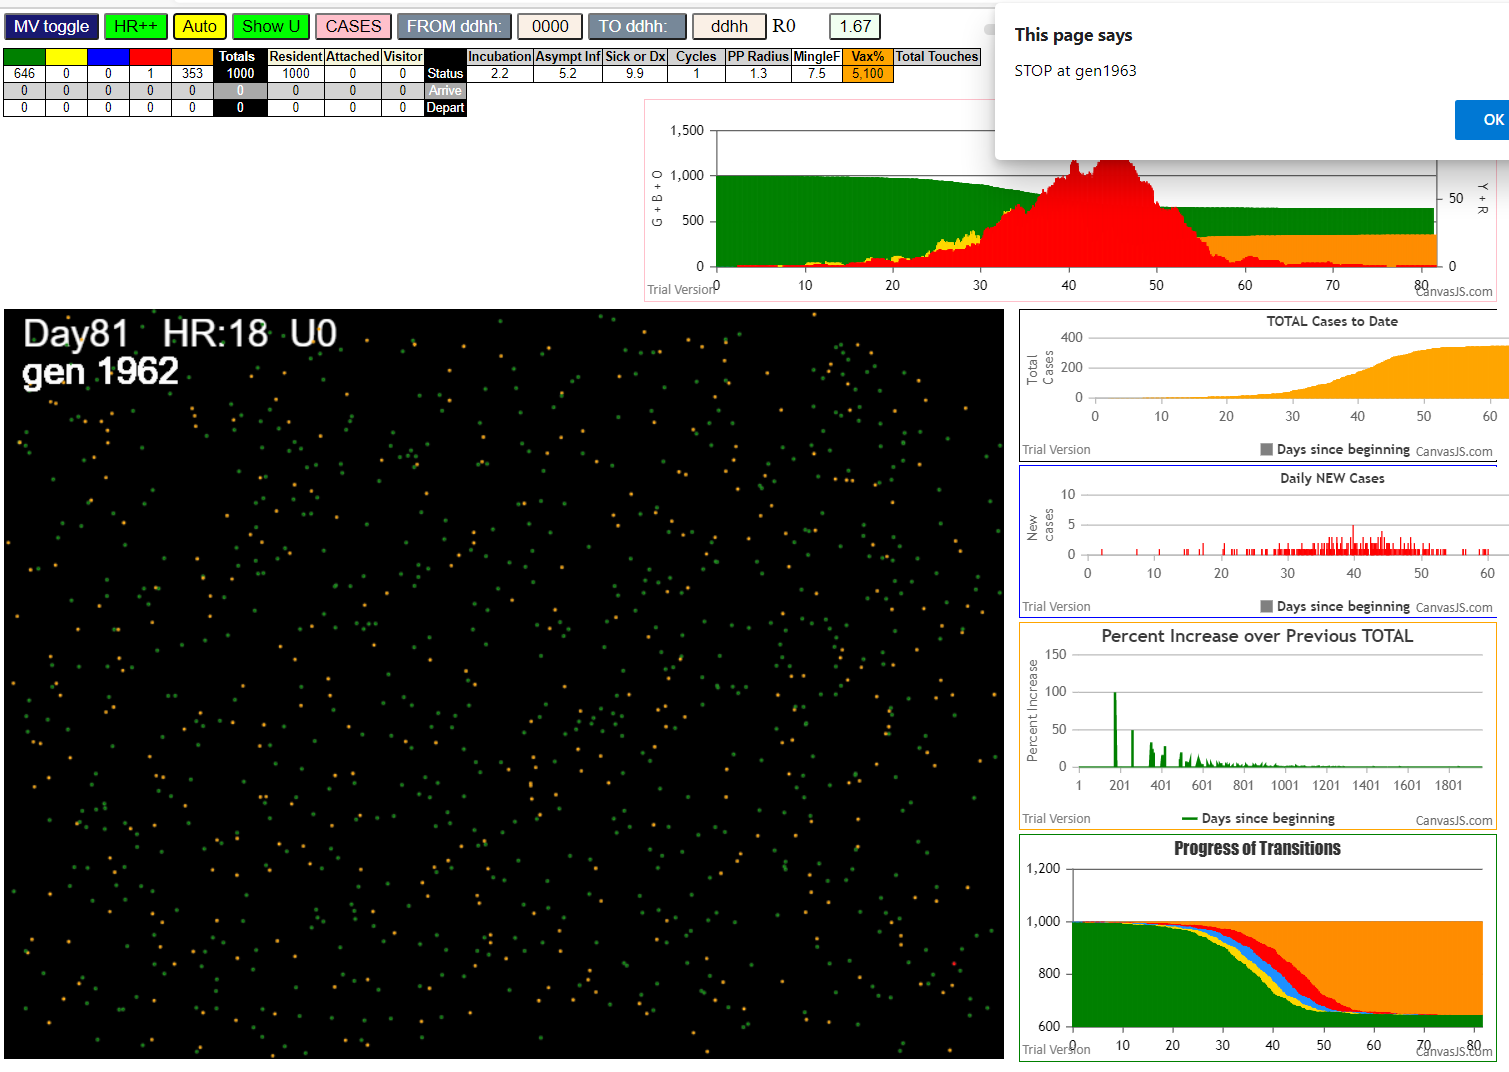 MV toggle HR++ Auto Show U CASES FROM ddhh: 0000 TO ddhh: ddhh R0 1.67
This page says
STOP at gen1963
OK
Totals Resident Attached Visitor Incubation Asympt Inf Sick or Dx Cycles PP Radius MingleF Vax% Total Touches
646 0 0 1 353 1000 1000 0 0 Status 2.2 5.2 9.9 1 1.3 7.5 5,100
0 0 0 0 0 0 0 0 0 Arrive
0 0 0 0 0 0 0 0 0 Depart
1,500
1,000
500
0
G + B + O
50
0
Y + R
0 10 20 30 40 50 60 70 80
Trial Version CanvasJS.com
Day81 HR:18 U0
gen 1962
TOTAL Cases to Date
400
200
0
Total
Cases
0 10 20 30 40 50 60
Days since beginning
Trial Version CanvasJS.com
Daily NEW Cases
10
5
0
New
cases
0 10 20 30 40 50 60
Days since beginning
Trial Version CanvasJS.com
Percent Increase over Previous TOTAL
150
100
50
0
Percent Increase
1 201 401 601 801 1001 1201 1401 1601 1801
Days since beginning
Trial Version CanvasJS.com
Progress of Transitions
1,200
1,000
800
600
0 10 20 30 40 50 60 70 80
Trial Version CanvasJS.com